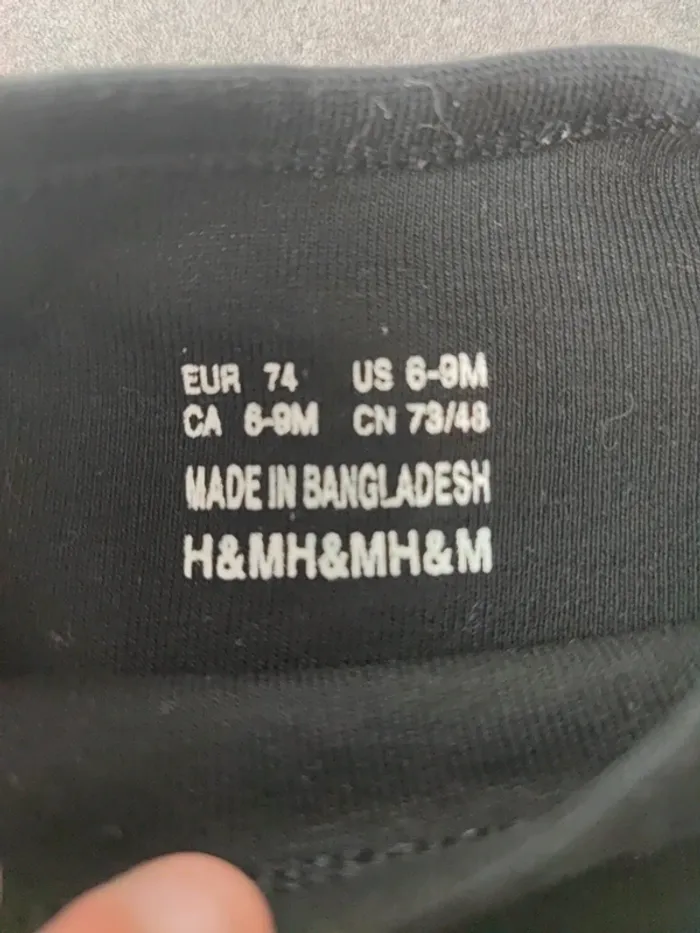 EUR 74 US 6-9M
CA 6-9M CN 73/48
MADE IN BANGLADESH
H&MH&MH&M